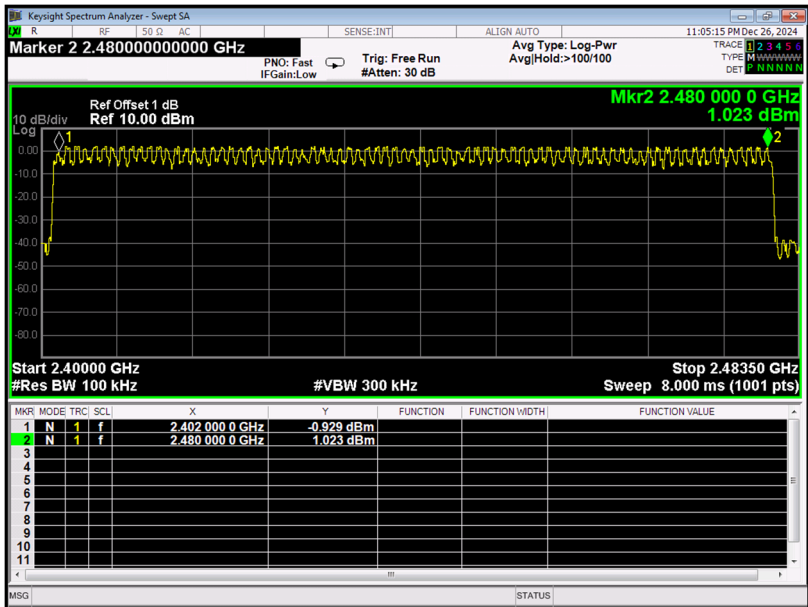 Keysight Spectrum Analyzer - Swept SA
LXI R RF 50 Ω AC SENSE:INT ALIGN AUTO 11:05:15 PM Dec 26, 2024
Marker 2 2.480000000000 GHz
PNO: Fast
IFGain:Low
Trig: Free Run
#Atten: 30 dB
Avg Type: Log-Pwr
Avg|Hold:>100/100
TRACE 1 2 3 4 5 6
TYPE M WWWWW
DET P N N N N N
Mkr2 2.480 000 0 GHz
1.023 dBm
Ref Offset 1 dB
10 dB/div Ref 10.00 dBm
Log
1
2
0.00
-10.0
-20.0
-30.0
-40.0
-50.0
-60.0
-70.0
-80.0
Start 2.40000 GHz Stop 2.48350 GHz
#Res BW 100 kHz #VBW 300 kHz Sweep 8.000 ms (1001 pts)
MKR MODE TRC SCL X Y FUNCTION FUNCTION WIDTH FUNCTION VALUE
1 N 1 f 2.402 000 0 GHz -0.929 dBm
2 N 1 f 2.480 000 0 GHz 1.023 dBm
3
4
5
6
7
8
9
10
11
MSG STATUS